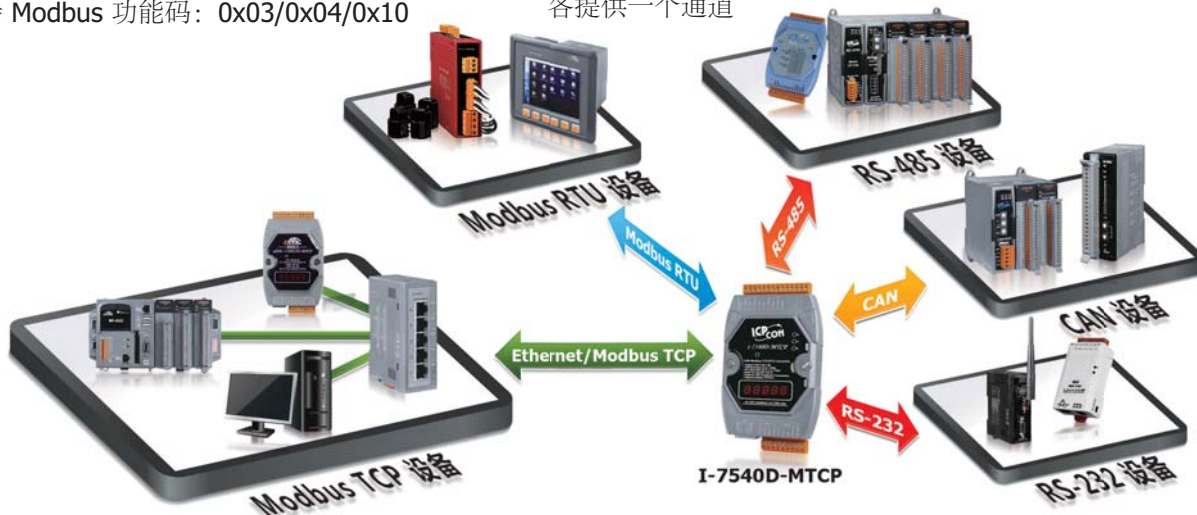 Modbus 功能码：0x03/0x04/0x10
各提供一个通道
Modbus RTU 设备
RS-485 设备
Modbus RTU
RS-485
CAN
CAN 设备
Ethernet/Modbus TCP
ICP CON
RS-232
I-7540D-MTCP
Modbus TCP 设备
RS-232 设备